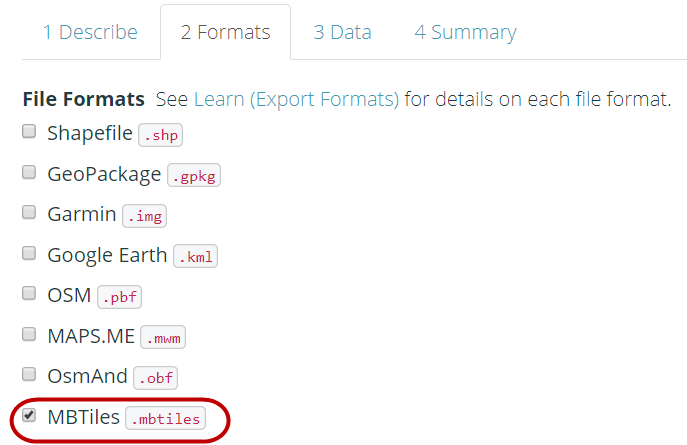 1 Describe 2 Formats 3 Data 4 Summary
File Formats See Learn (Export Formats) for details on each file format.
Shapefile .shp
GeoPackage .gpkg
Garmin .img
Google Earth .kml
OSM .pbf
MAPS.ME .mwm
OsmAnd .obf
MBTiles .mbtiles